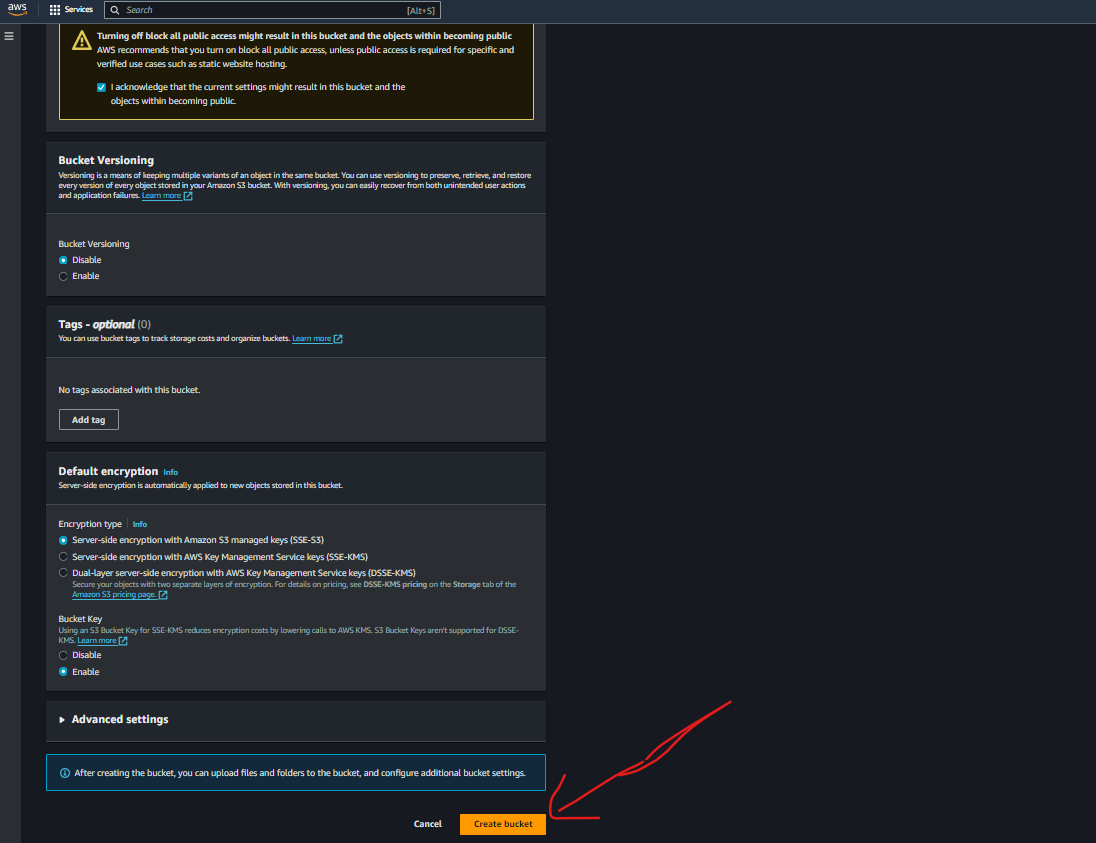 aws
Services
Search
[Alt+S]
Turning off block all public access might result in this bucket and the objects within becoming public
AWS recommends that you turn on block all public access, unless public access is required for specific and
verified use cases such as static website hosting.
I acknowledge that the current settings might result in this bucket and the
objects within becoming public.
Bucket Versioning
Versioning is a means of keeping multiple variants of an object in the same bucket. You can use versioning to preserve, retrieve, and restore
every version of every object stored in your Amazon S3 bucket. With versioning, you can easily recover from both unintended user actions
and application failures. Learn more
Bucket Versioning
Disable
Enable
Tags - optional (0)
You can use bucket tags to track storage costs and organize buckets. Learn more
No tags associated with this bucket.
Add tag
Default encryption Info
Server-side encryption is automatically applied to new objects stored in this bucket.
Encryption type Info
Server-side encryption with Amazon S3 managed keys (SSE-S3)
Server-side encryption with AWS Key Management Service keys (SSE-KMS)
Dual-layer server-side encryption with AWS Key Management Service keys (DSSE-KMS)
Secure your objects with two separate layers of encryption. For details on pricing, see DSSE-KMS pricing on the Storage tab of the
Amazon S3 pricing page.
Bucket Key
Using an S3 Bucket Key for SSE-KMS reduces encryption costs by lowering calls to AWS KMS. S3 Bucket Keys aren't supported for DSSE-
KMS. Learn more
Disable
Enable
Advanced settings
After creating the bucket, you can upload files and folders to the bucket, and configure additional bucket settings.
Cancel
Create bucket